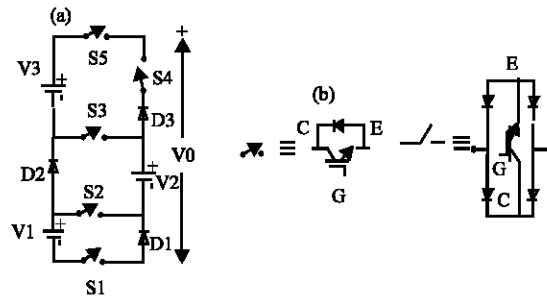 (a)
+
S5
V3
+
-
S4
S3
D3
(b)
E
C
E
D2
V0
+
-
V2
G
G
S2
C
V1
+
-
D1
S1